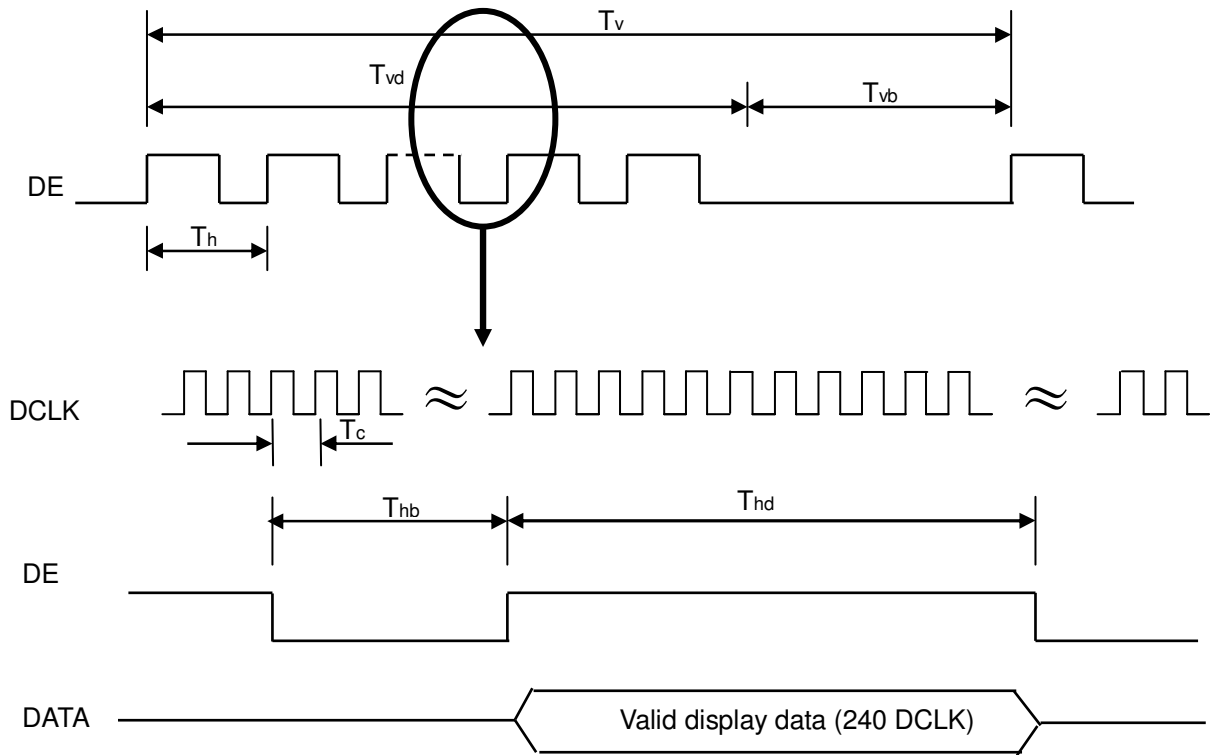 Tv
Tvd
Tvb
DE
Th
DCLK
Tc
Thb
Thd
DE
DATA
Valid display data (240 DCLK)